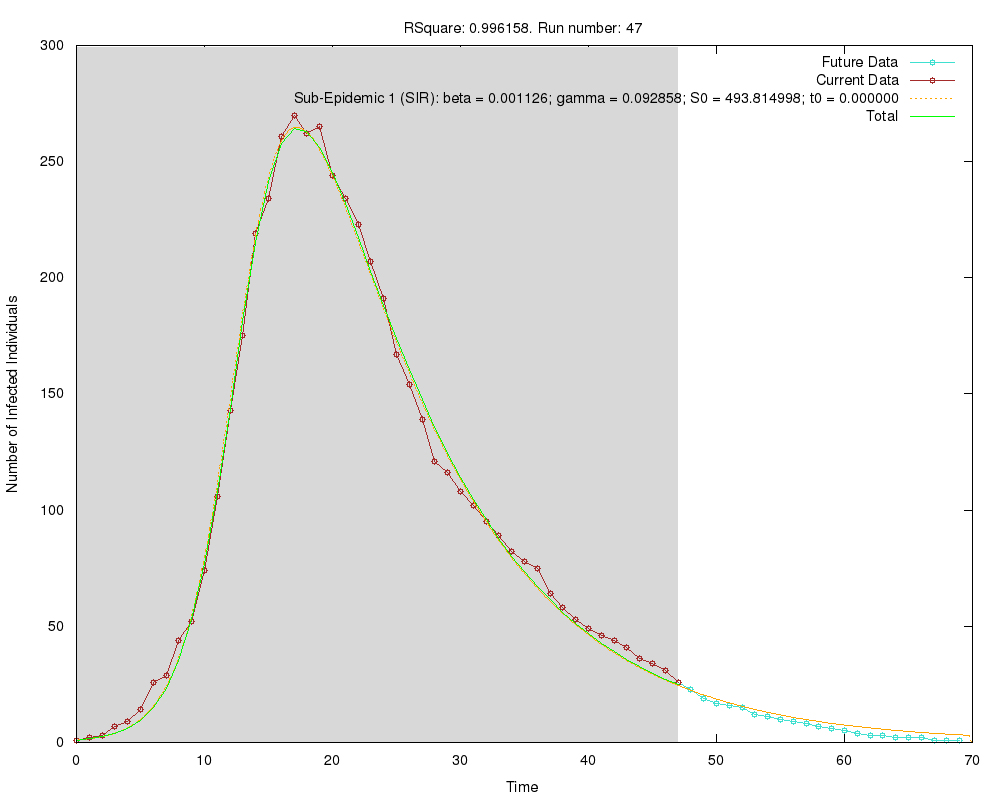 RSquare: 0.996158. Run number: 47
300
250
200
150
100
50
0
Number of Infected Individuals
Future Data
Current Data
Sub-Epidemic 1 (SIR): beta = 0.001126; gamma = 0.092858; S0 = 493.814998; t0 = 0.000000
Total
0 10 20 30 40 50 60 70
Time